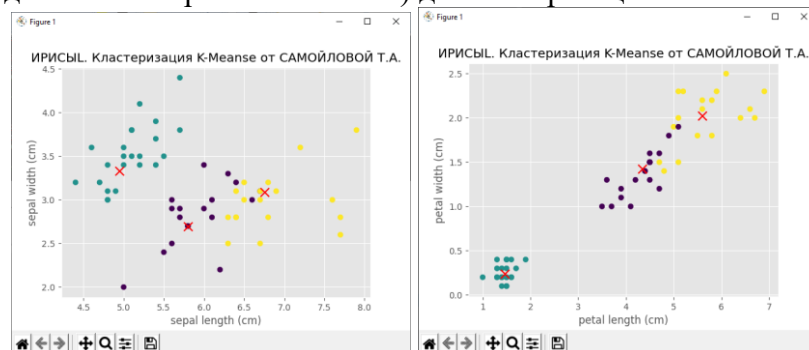 Figure 1
ИРИСЫL. Кластеризация K-Meanse от САМОЙЛОВОЙ Т.А.
sepal width (cm)
4.5
4.0
3.5
3.0
2.5
2.0
4.5 5.0 5.5 6.0 6.5 7.0 7.5 8.0
sepal length (cm)
Figure 1
ИРИСЫL. Кластеризация K-Meanse от САМОЙЛОВОЙ Т.А.
petal width (cm)
2.5
2.0
1.5
1.0
0.5
0.0
1 2 3 4 5 6 7
petal length (cm)